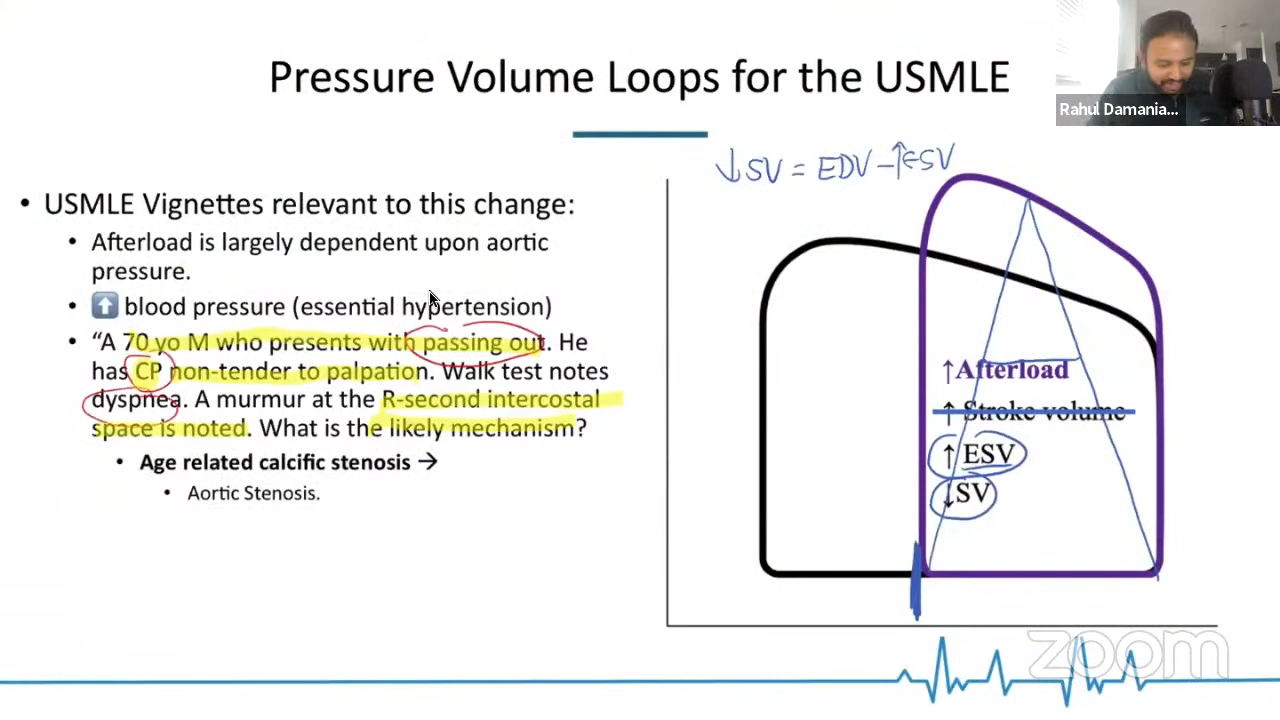 Pressure Volume Loops for the USMLE
Rahul Damania...
↓SV = EDV - ↑ESV
• USMLE Vignettes relevant to this change:
• Afterload is largely dependent upon aortic
pressure.
• ⬆ blood pressure (essential hypertension)
• “A 70 yo M who presents with passing out. He
has CP non-tender to palpation. Walk test notes
dyspnea. A murmur at the R-second intercostal
space is noted. What is the likely mechanism?
• Age related calcific stenosis →
• Aortic Stenosis.
↑Afterload
↑ Stroke volume
↑ ESV
↓SV
zoom